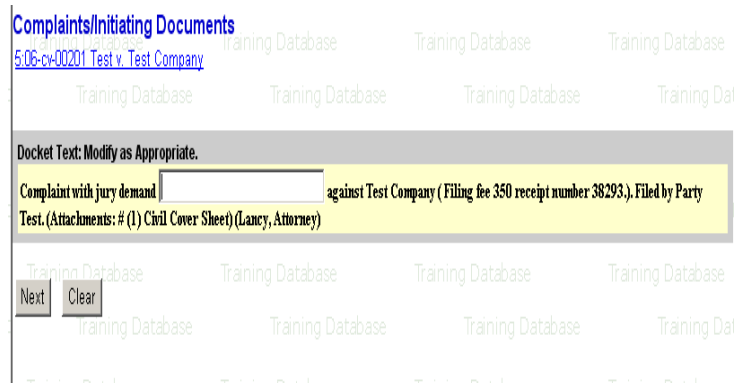 Complaints/Initiating Documents
Training Database Training Database Training Database Training Database
5:06-cv-00201 Test v. Test Company
Training Database Training Database Training Database Training Dat
Docket Text: Modify as Appropriate.
Complaint with jury demand against Test Company ( Filing fee 350 receipt number 38293.). Filed by Party
Test. (Attachments: # (1) Civil Cover Sheet) (Lancy, Attorney)
Training Database Training Database Training Database Training Database
Next Clear
Training Database Training Database Training Database Training Dat